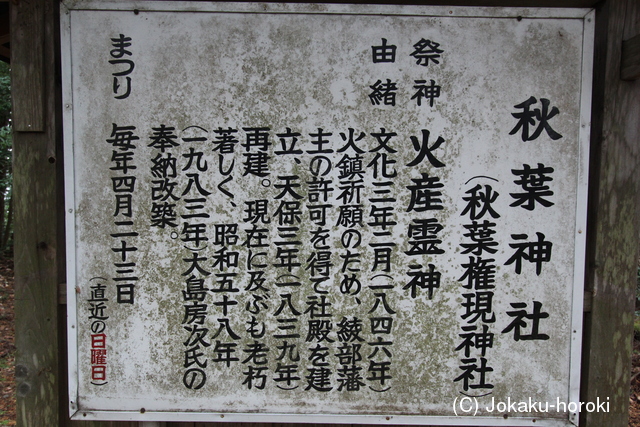 秋葉神社
(秋葉権現神社)
祭神 火産霊神
由緒 文化三年二月(一八四六年)
火鎮祈願のため、綾部藩
主の許可を得て社殿を建
立、天保三年(一八三九年)
再建。現在に及ぶも老朽
著しく、昭和五十八年
(一九八三年)大島房次氏の
奉納改築。
まつり 毎年四月二十三日
(直近の日曜日)
(C) Jokaku-horoki